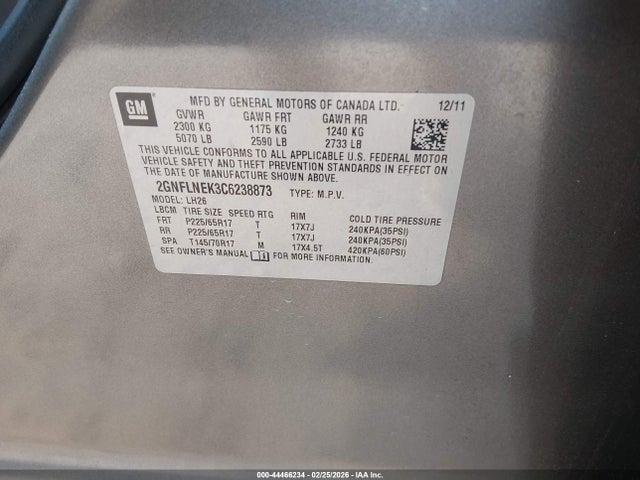 GM
MFD BY GENERAL MOTORS OF CANADA LTD. 12/11
GVWR GAWR FRT GAWR RR
2300 KG 1175 KG 1240 KG
5070 LB 2590 LB 2733 LB
THIS VEHICLE CONFORMS TO ALL APPLICABLE U.S. FEDERAL MOTOR
VEHICLE SAFETY AND THEFT PREVENTION STANDARDS IN EFFECT ON
THE DATE OF MANUFACTURE SHOWN ABOVE.
2GNFLNEK3C6238873 TYPE: M.P.V.
MODEL: LH26
LBCM TIRE SIZE SPEED RTG RIM COLD TIRE PRESSURE
FRT P225/65R17 T 17X7J 240KPA(35PSI)
RR P225/65R17 T 17X7J 240KPA(35PSI)
SPA T145/70R17 M 17X4.5T 420KPA(60PSI)
SEE OWNER'S MANUAL FOR MORE INFORMATION.
000-44466234 - 02/25/2026 - IAA Inc.